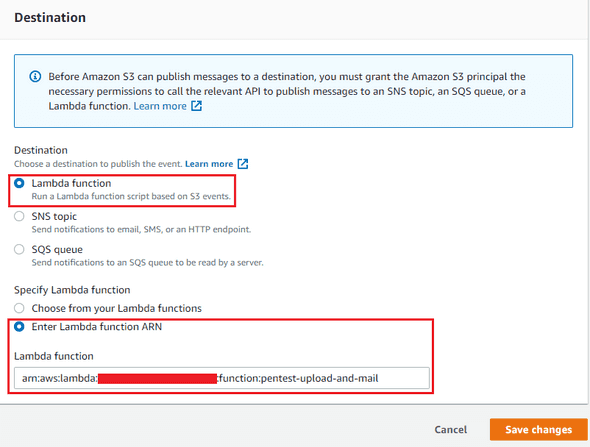 Destination
Before Amazon S3 can publish messages to a destination, you must grant the Amazon S3 principal the
necessary permissions to call the relevant API to publish messages to an SNS topic, an SQS queue, or a
Lambda function. Learn more
Destination
Choose a destination to publish the event. Learn more
Lambda function
Run a Lambda function script based on S3 events.
SNS topic
Send notifications to email, SMS, or an HTTP endpoint.
SQS queue
Send notifications to an SQS queue to be read by a server.
Specify Lambda function
Choose from your Lambda functions
Enter Lambda function ARN
Lambda function
arn:aws:lambda: :function:pentest-upload-and-mail
Cancel Save changes